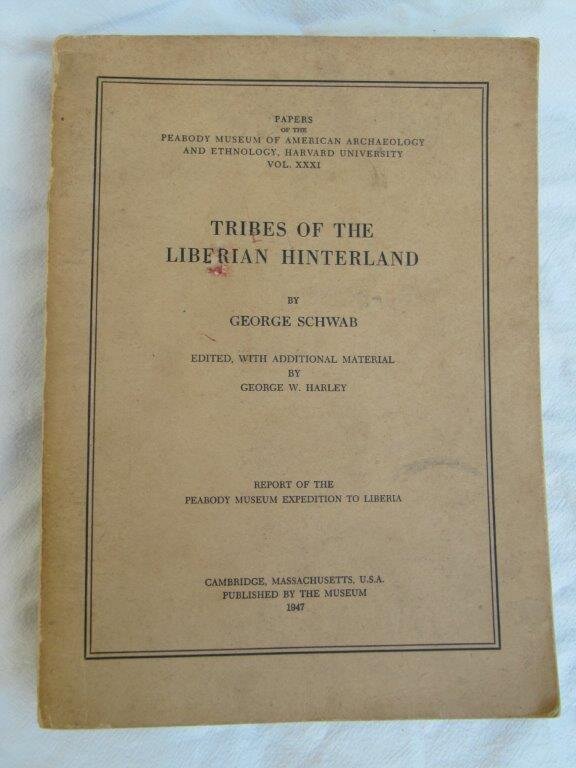 PAPERS
OF THE
PEABODY MUSEUM OF AMERICAN ARCHAEOLOGY
AND ETHNOLOGY, HARVARD UNIVERSITY
VOL. XXXI
TRIBES OF THE
LIBERIAN HINTERLAND
BY
GEORGE SCHWAB
EDITED, WITH ADDITIONAL MATERIAL
BY
GEORGE W. HARLEY
REPORT OF THE
PEABODY MUSEUM EXPEDITION TO LIBERIA
CAMBRIDGE, MASSACHUSETTS, U.S.A.
PUBLISHED BY THE MUSEUM
1947